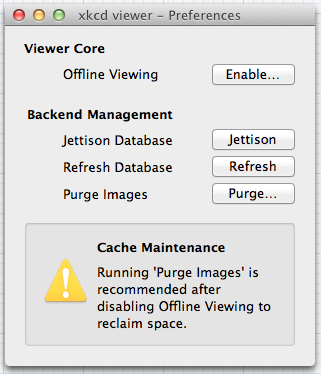 xkcd viewer – Preferences
Viewer Core
Offline Viewing Enable...
Backend Management
Jettison Database Jettison
Refresh Database Refresh
Purge Images Purge...
Cache Maintenance
Running 'Purge Images' is
recommended after
disabling Offline Viewing to
reclaim space.